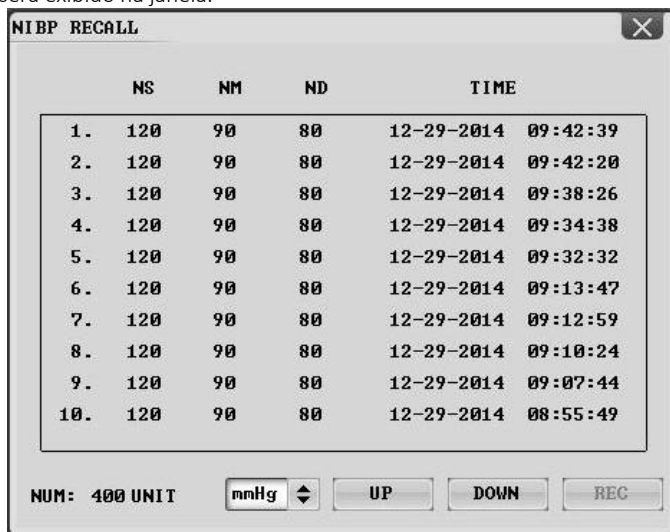 será exibido na janela.
NIBP RECALL
NS NM ND TIME
1. 120 90 80 12-29-2014 09:42:39
2. 120 90 80 12-29-2014 09:42:20
3. 120 90 80 12-29-2014 09:38:26
4. 120 90 80 12-29-2014 09:34:38
5. 120 90 80 12-29-2014 09:32:32
6. 120 90 80 12-29-2014 09:13:47
7. 120 90 80 12-29-2014 09:12:59
8. 120 90 80 12-29-2014 09:10:24
9. 120 90 80 12-29-2014 09:07:44
10. 120 90 80 12-29-2014 08:55:49
NUM: 400 UNIT mmHg UP DOWN REC